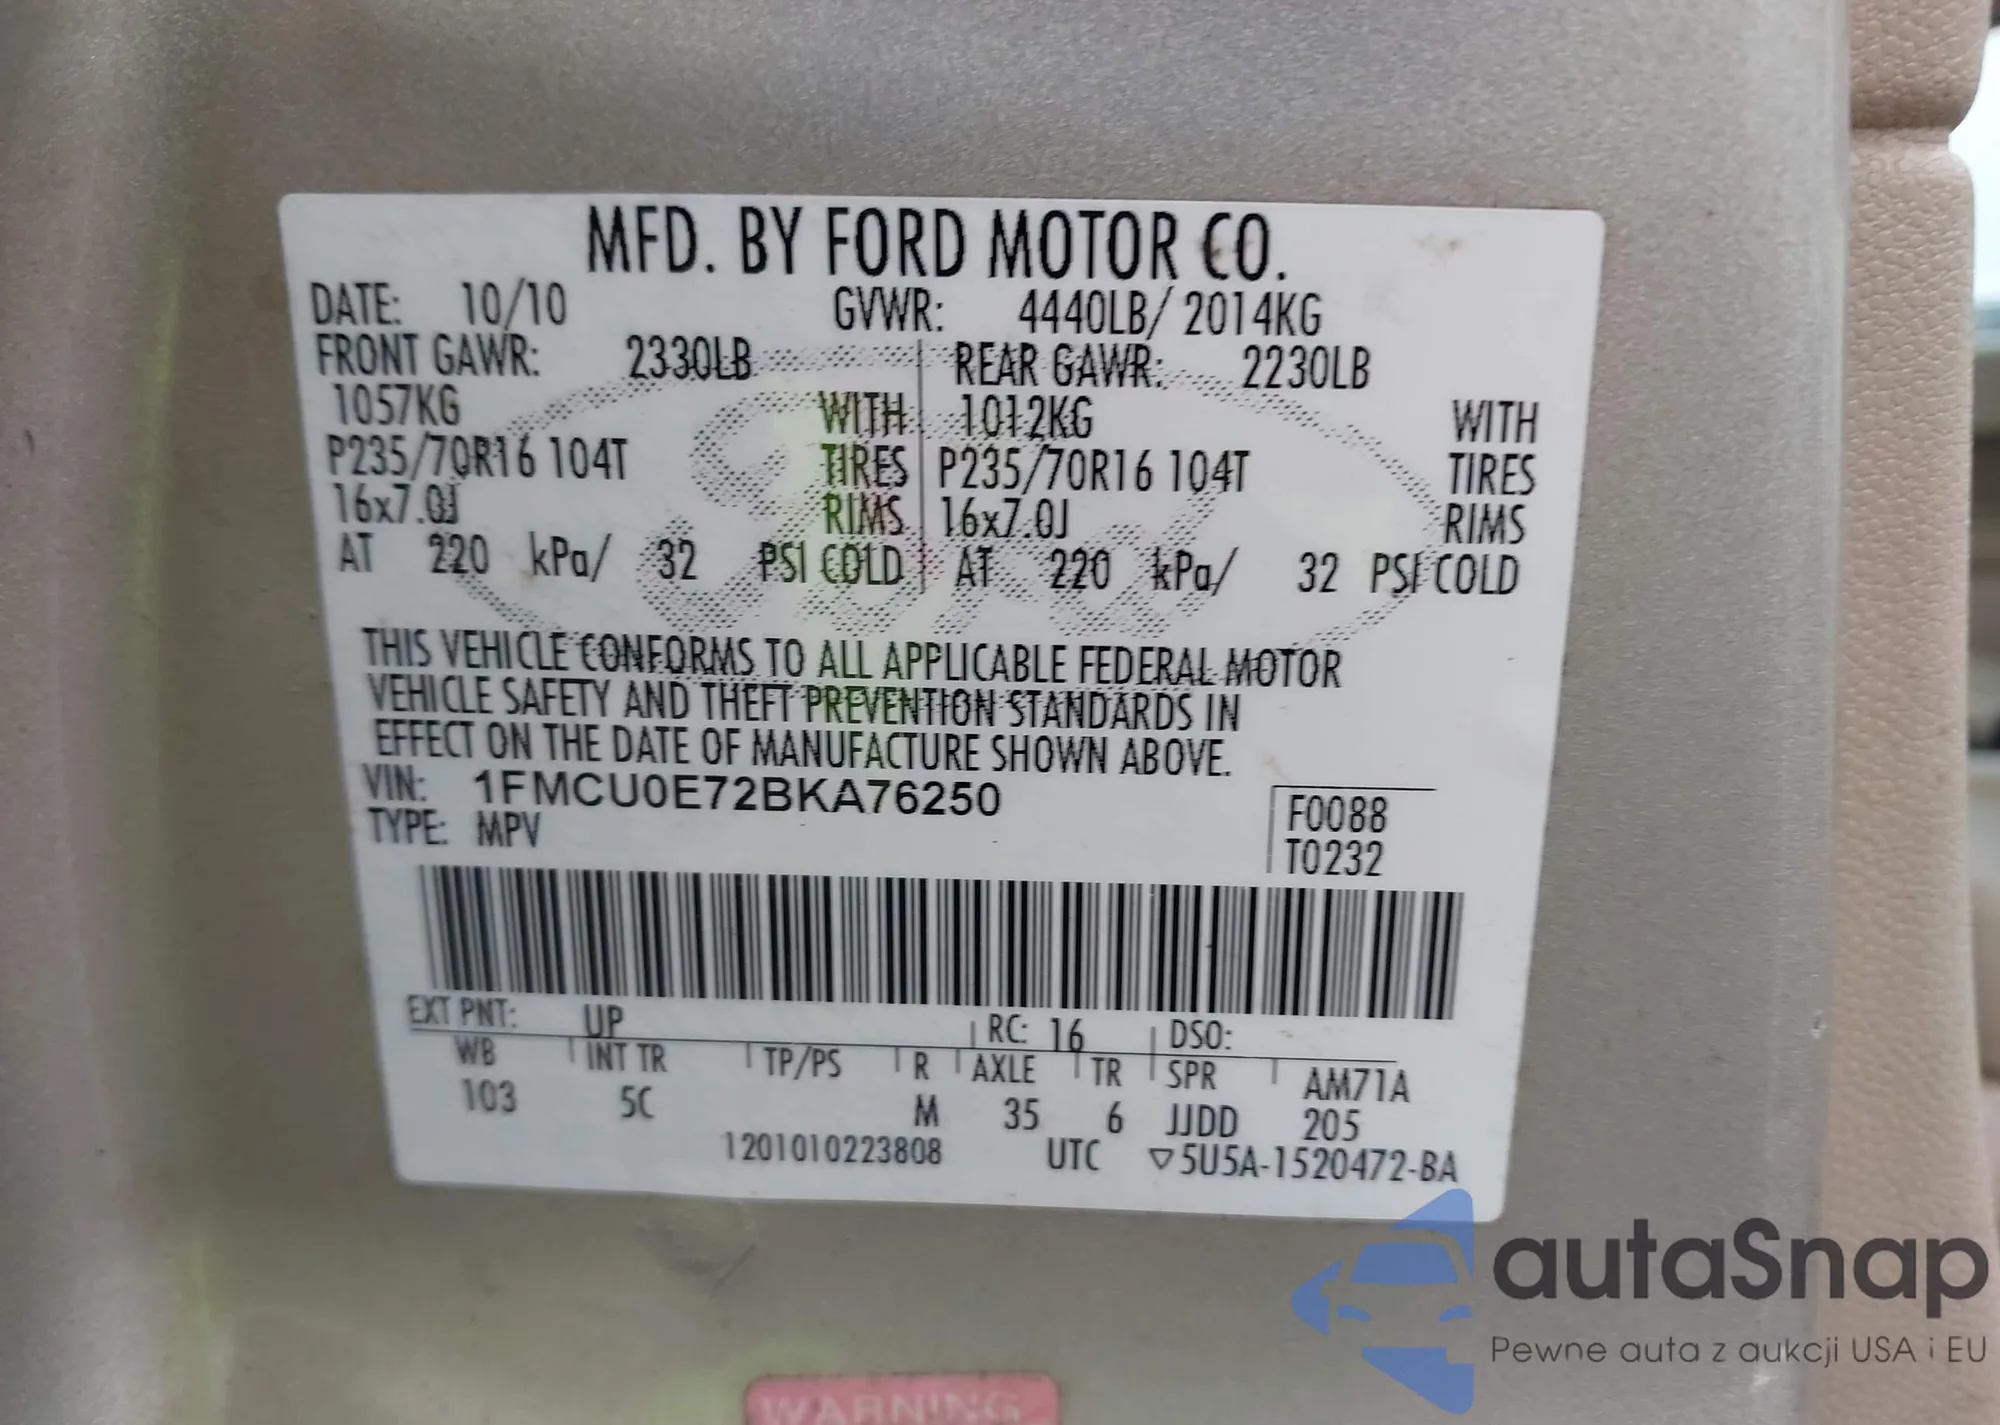 MFD. BY FORD MOTOR CO.
DATE: 10/10 GVWR: 4440LB/ 2014KG
FRONT GAWR: 2330LB REAR GAWR: 2230LB
1057KG WITH 1012KG WITH
P235/70R16 104T TIRES P235/70R16 104T TIRES
16x7.0J RIMS 16x7.0J RIMS
AT 220 kPa/ 32 PSI COLD AT 220 kPa/ 32 PSI COLD
THIS VEHICLE CONFORMS TO ALL APPLICABLE FEDERAL MOTOR
VEHICLE SAFETY AND THEFT PREVENTION STANDARDS IN
EFFECT ON THE DATE OF MANUFACTURE SHOWN ABOVE.
VIN: 1FMCU0E72BKA76250 F0088
TYPE: MPV T0232
EXT PNT: UP RC: 16 DSO:
WB INT TR TP/PS R AXLE TR SPR AM71A
103 5C M 35 6 JJDD 205
1201010223808 UTC ▽5U5A-1520472-BA
autaSnap
Pewne auta z aukcji USA i EU
WARNING